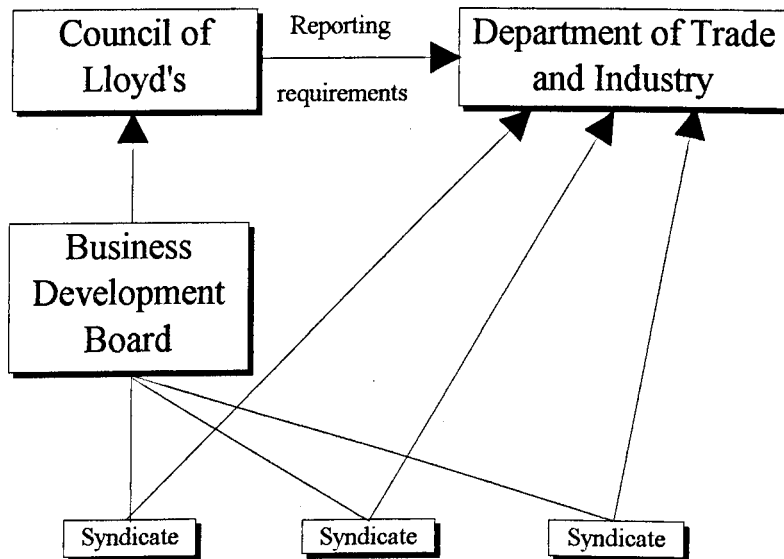 Council of
Lloyd's
Reporting
requirements
Department of Trade
and Industry
Business
Development
Board
Syndicate
Syndicate
Syndicate